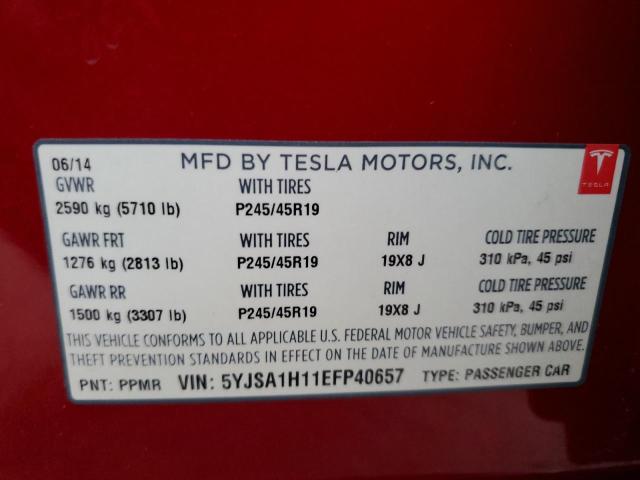 06/14 MFD BY TESLA MOTORS, INC.
TESLA
GVWR WITH TIRES
2590 kg (5710 lb) P245/45R19
GAWR FRT WITH TIRES RIM COLD TIRE PRESSURE
1276 kg (2813 lb) P245/45R19 19X8 J 310 kPa, 45 psi
GAWR RR WITH TIRES RIM COLD TIRE PRESSURE
1500 kg (3307 lb) P245/45R19 19X8 J 310 kPa, 45 psi
THIS VEHICLE CONFORMS TO ALL APPLICABLE U.S. FEDERAL MOTOR VEHICLE SAFETY, BUMPER, AND
THEFT PREVENTION STANDARDS IN EFFECT ON THE DATE OF MANUFACTURE SHOWN ABOVE.
PNT: PPMR VIN: 5YJSA1H11EFP40657 TYPE: PASSENGER CAR